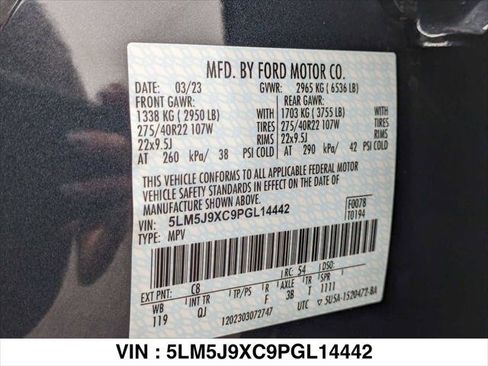 MFD. BY FORD MOTOR CO.
DATE: 03/23 GVWR: 2965 KG ( 6536 LB)
FRONT GAWR: REAR GAWR:
1338 KG ( 2950 LB) 1703 KG ( 3755 LB)
275/40R22 107W TIRES 275/40R22 107W
22x9.5J RIMS 22x9.5J
AT 260 kPa/ 38 PSI COLD AT 290 kPa/ 42 PSI COLD
THIS VEHICLE CONFORMS TO ALL APPLICABLE FEDERAL MOTOR
VEHICLE SAFETY STANDARDS IN EFFECT ON THE DATE OF
MANUFACTURE SHOWN ABOVE.
VIN: 5LM5J9XC9PGL14442 F0078
TYPE: MPV T0194
EXT PNT: C8 RC: 54 DSO:
WB INT TR TP/PS R AXLE TR SPR
119 QJ F 3B T 1111
1202303072747 UTC 5U5A-1520472-BA
VIN : 5LM5J9XC9PGL14442